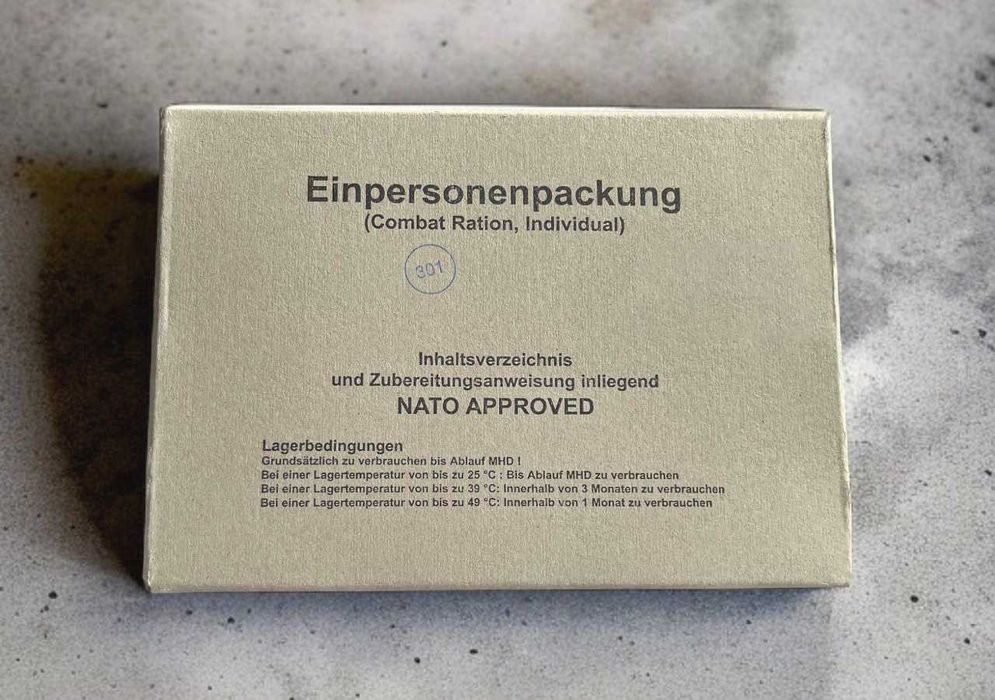 Einpersonenpackung
(Combat Ration, Individual)
301
Inhaltsverzeichnis
und Zubereitungsanweisung inliegend
NATO APPROVED
Lagerbedingungen
Grundsätzlich zu verbrauchen bis Ablauf MHD !
Bei einer Lagertemperatur von bis zu 25 °C : Bis Ablauf MHD zu verbrauchen
Bei einer Lagertemperatur von bis zu 39 °C: Innerhalb von 3 Monaten zu verbrauchen
Bei einer Lagertemperatur von bis zu 49 °C: Innerhalb von 1 Monat zu verbrauchen